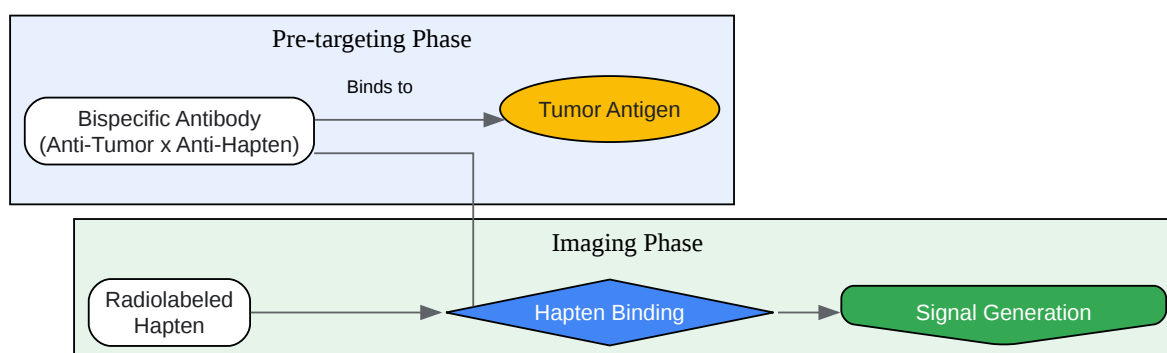 Pre-targeting Phase
Binds to
Bispecific Antibody
(Anti-Tumor x Anti-Hapten)
Tumor Antigen
Imaging Phase
Radiolabeled
Hapten
Hapten Binding
Signal Generation